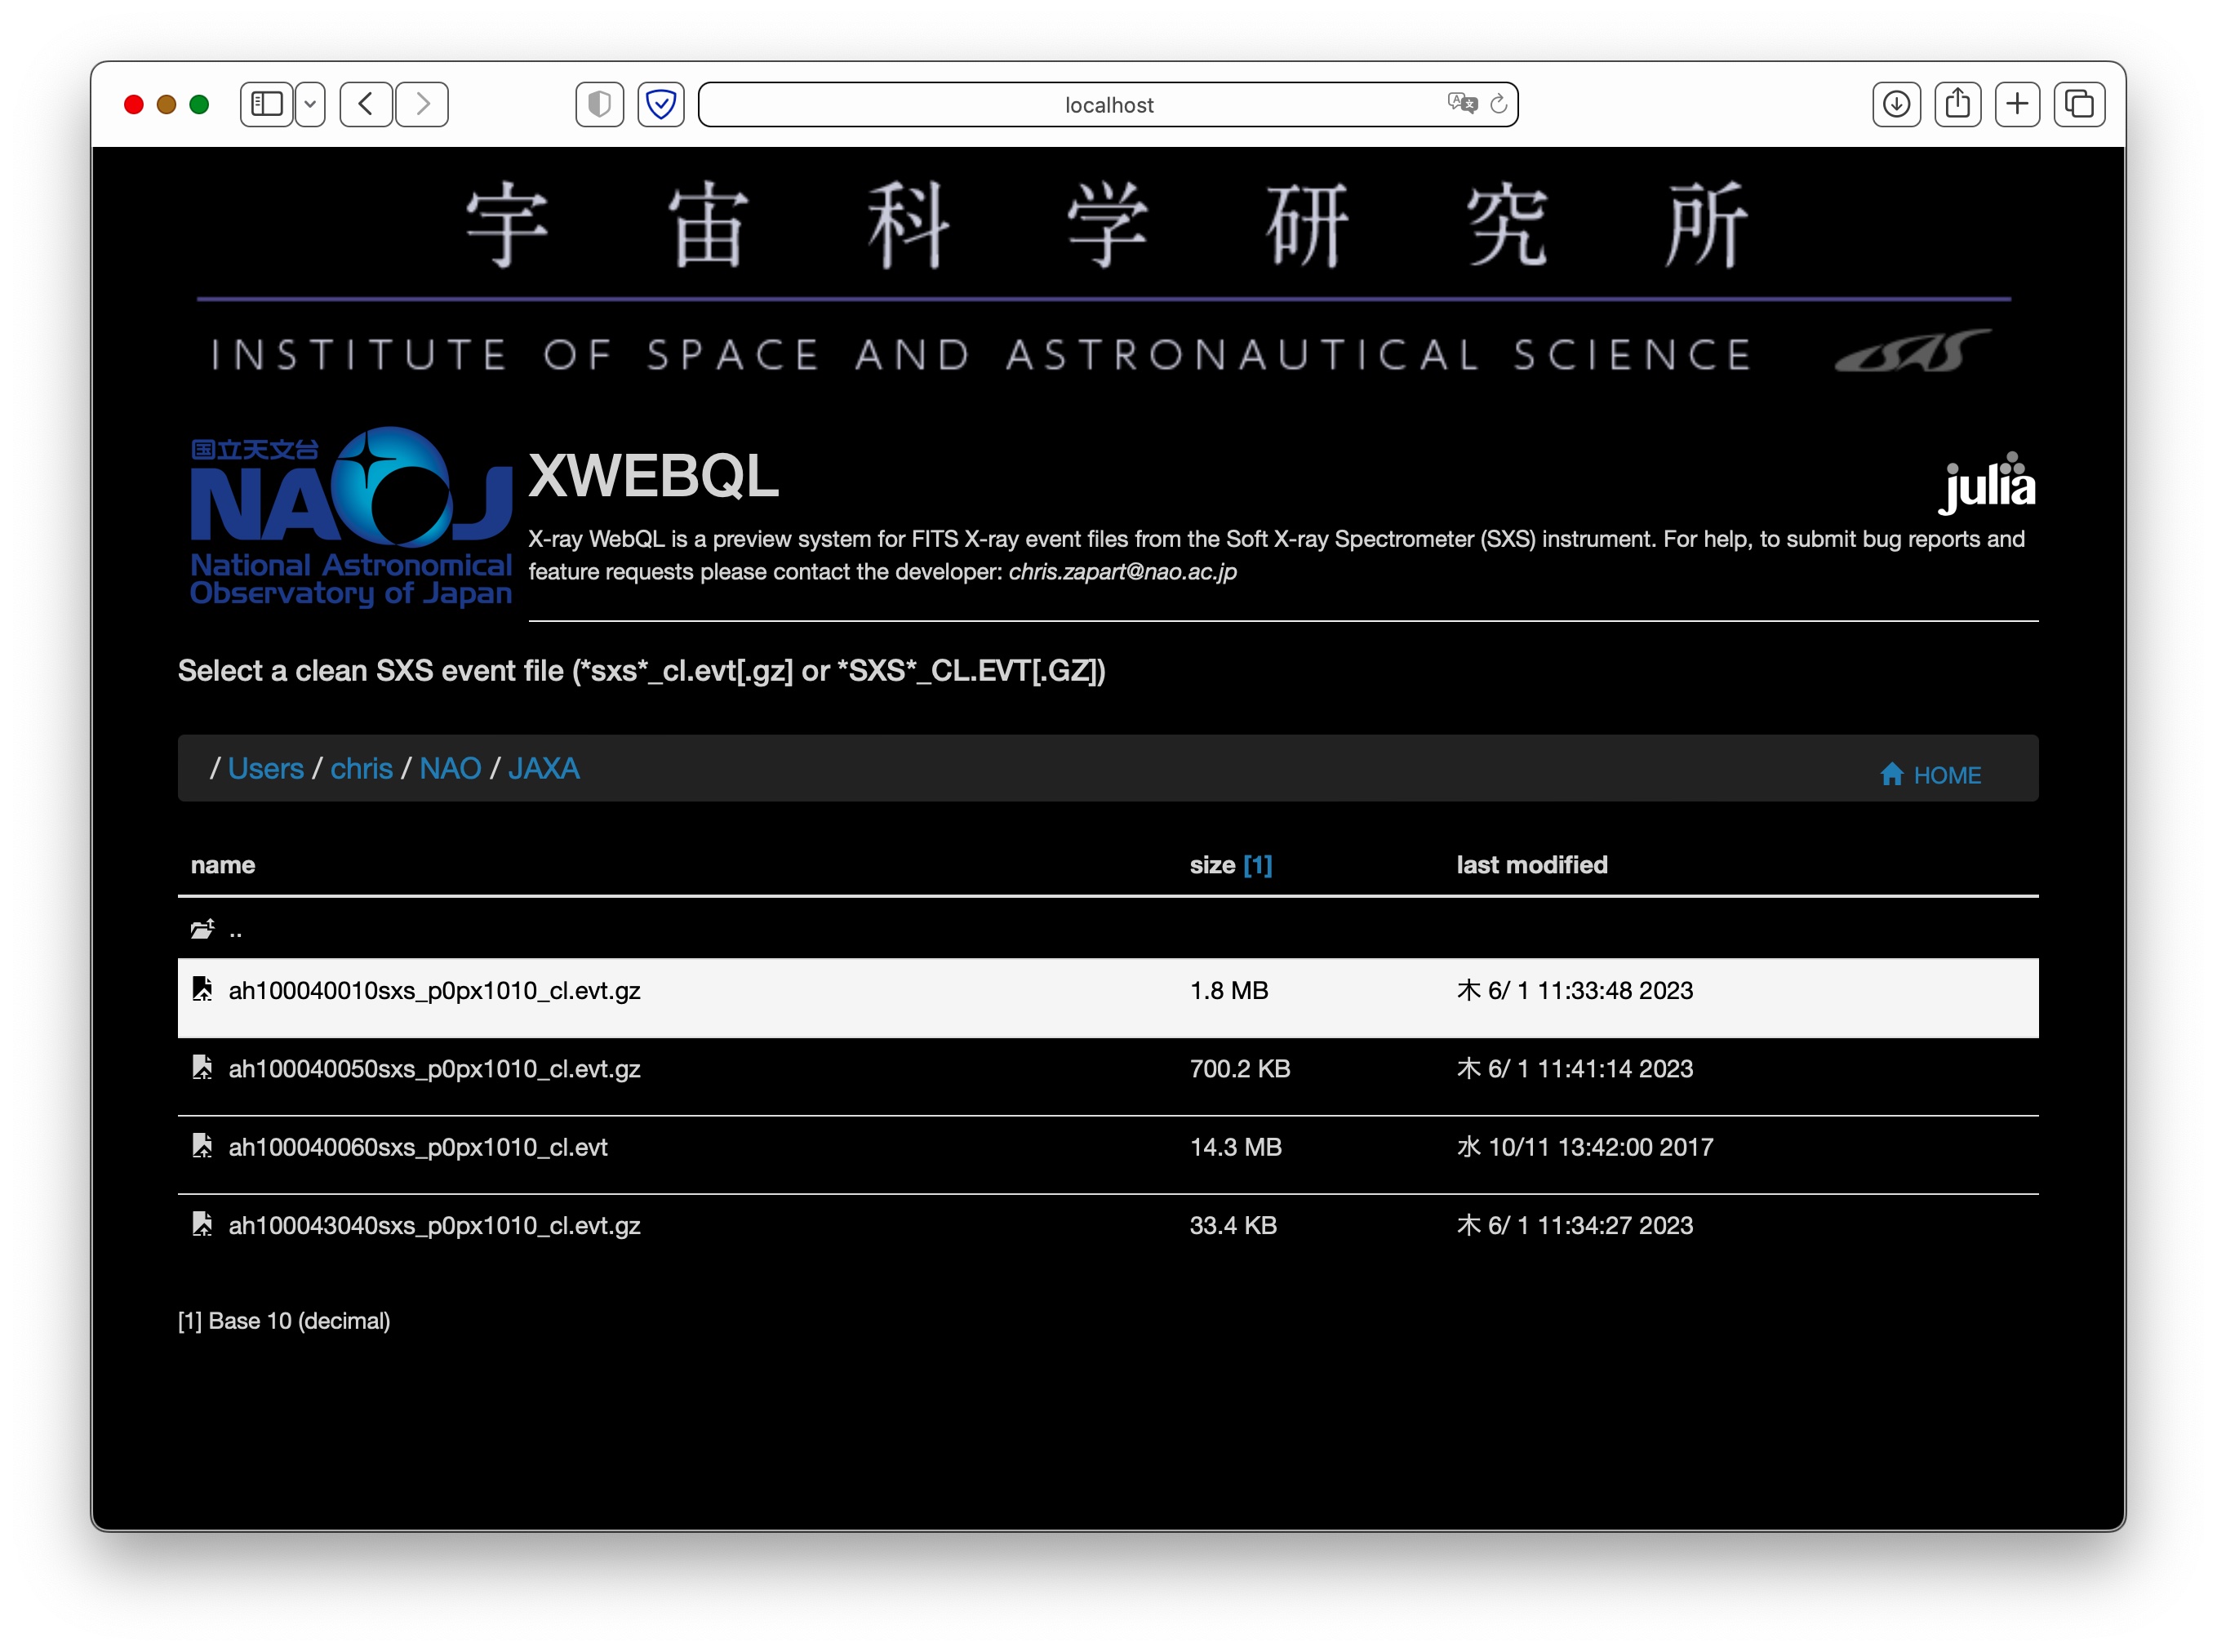 localhost
宇宙科学研究所
INSTITUTE OF SPACE AND ASTRONAUTICAL SCIENCE ISAS
国立天文台
NAOJ
National Astronomical
Observatory of Japan
XWEBQL
julia
X-ray WebQL is a preview system for FITS X-ray event files from the Soft X-ray Spectrometer (SXS) instrument. For help, to submit bug reports and
feature requests please contact the developer: chris.zapart@nao.ac.jp
Select a clean SXS event file (*sxs*_cl.evt[.gz] or *SXS*_CL.EVT[.GZ])
/ Users / chris / NAO / JAXA HOME
name size [1] last modified
..
ah100040010sxs_p0px1010_cl.evt.gz 1.8 MB 木 6/ 1 11:33:48 2023
ah100040050sxs_p0px1010_cl.evt.gz 700.2 KB 木 6/ 1 11:41:14 2023
ah100040060sxs_p0px1010_cl.evt 14.3 MB 水 10/11 13:42:00 2017
ah100043040sxs_p0px1010_cl.evt.gz 33.4 KB 木 6/ 1 11:34:27 2023
[1] Base 10 (decimal)